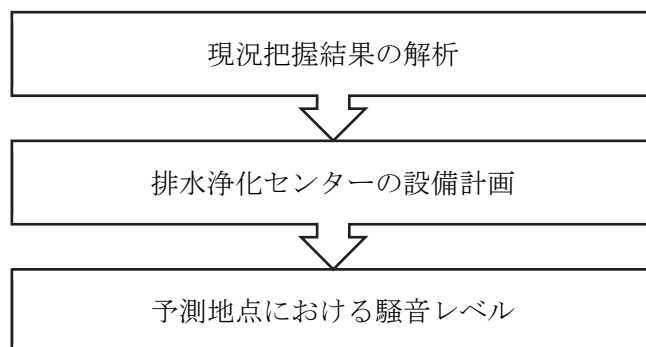 現況把握結果の解析
排水浄化センターの設備計画
予測地点における騒音レベル